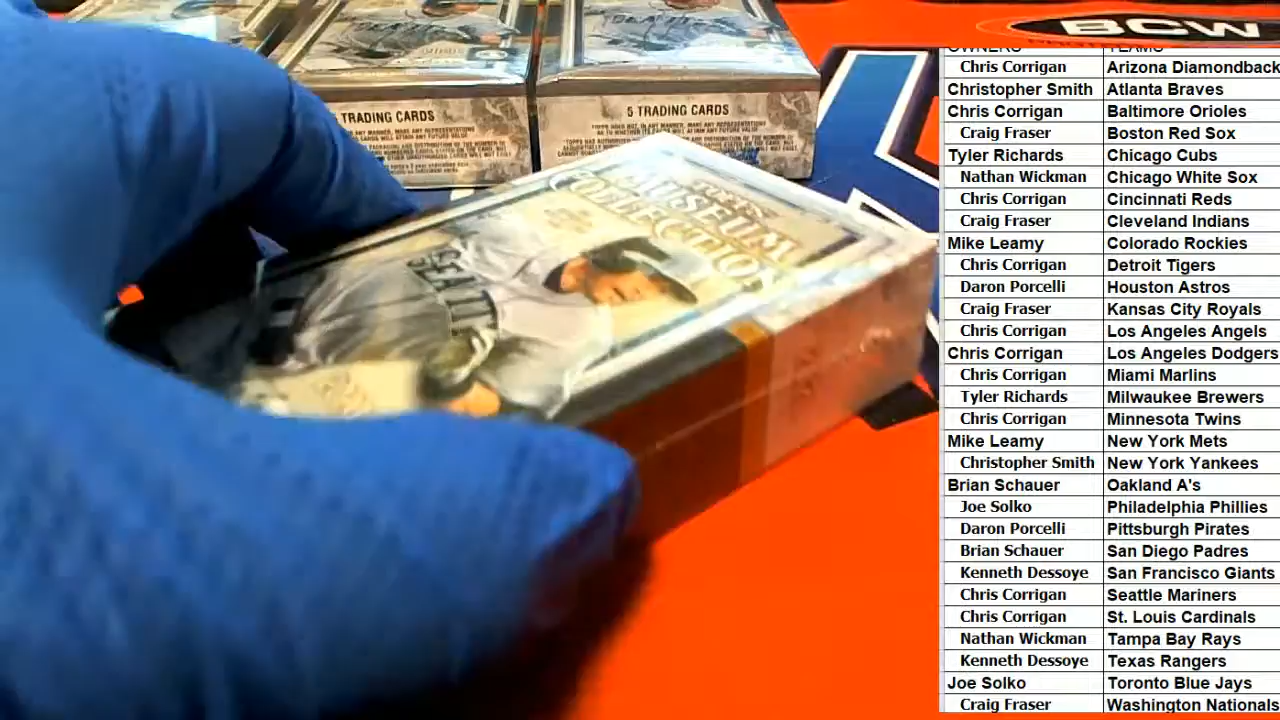 BCW
OWNERS TEAMS
Chris Corrigan Arizona Diamondback
Christopher Smith Atlanta Braves
Chris Corrigan Baltimore Orioles
Craig Fraser Boston Red Sox
Tyler Richards Chicago Cubs
Nathan Wickman Chicago White Sox
Chris Corrigan Cincinnati Reds
Craig Fraser Cleveland Indians
Mike Leamy Colorado Rockies
Chris Corrigan Detroit Tigers
Daron Porcelli Houston Astros
Craig Fraser Kansas City Royals
Chris Corrigan Los Angeles Angels
Chris Corrigan Los Angeles Dodgers
Chris Corrigan Miami Marlins
Tyler Richards Milwaukee Brewers
Chris Corrigan Minnesota Twins
Mike Leamy New York Mets
Christopher Smith New York Yankees
Brian Schauer Oakland A's
Joe Solko Philadelphia Phillies
Daron Porcelli Pittsburgh Pirates
Brian Schauer San Diego Padres
Kenneth Dessoye San Francisco Giants
Chris Corrigan Seattle Mariners
Chris Corrigan St. Louis Cardinals
Nathan Wickman Tampa Bay Rays
Kenneth Dessoye Texas Rangers
Joe Solko Toronto Blue Jays
Craig Fraser Washington Nationals
TRADING CARDS
5 TRADING CARDS
TOPPS
MUSEUM
COLLECTION
SEATTL